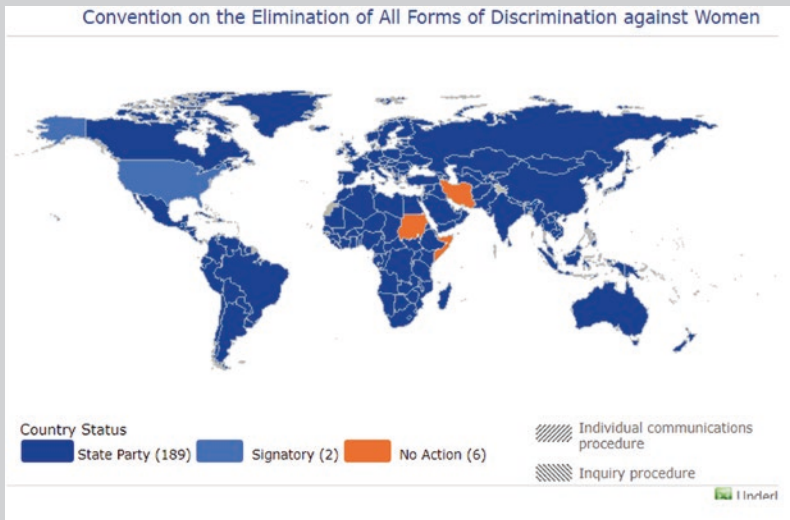 Convention on the Elimination of All Forms of Discrimination against Women
Country Status
State Party (189)
Signatory (2)
No Action (6)
Individual communications
procedure
Inquiry procedure